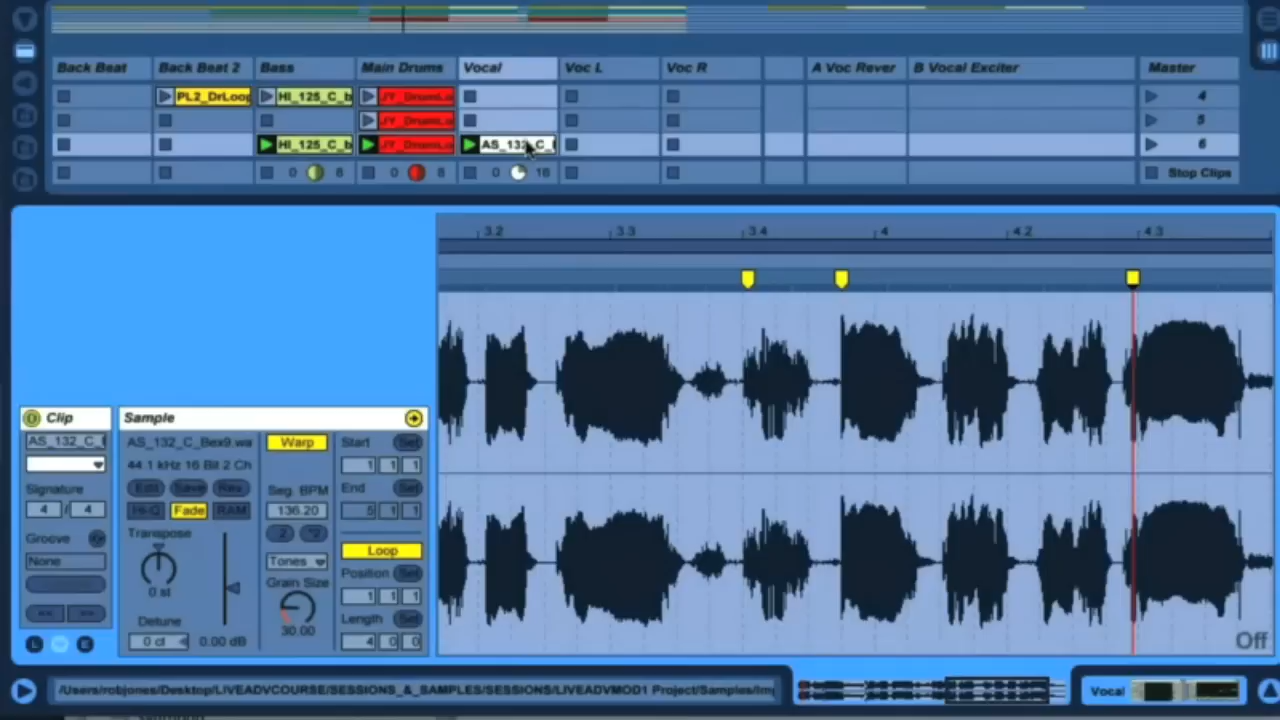 Back Beat Back Beat 2 Bass Main Drums Vocal Voc L Voc R A Voc Rever B Vocal Exciter Master
PL2_DrLoop HI_125_C_b JY_DrumLo 4
JY_DrumLo 5
HI_125_C_b JY_DrumLo AS_132_C_ 6
0 8 0 8 0 16 Stop Clips
3.2 3.3 3.4 4 4.2 4.3
Clip Sample
AS_132_C_ AS_132_C_Bex9.wa Warp Start Set
44.1 kHz 16 Bit 2 Ch 1 1 1
Signature Edit Save Rev Seg. BPM End Set
4 / 4 Hi-Q Fade RAM 136.20 5 1 1
Groove Transpose :2 *2
None Tones Loop
0 st Grain Size Position Set
1 1 1
Detune 30.00 Length Set
<< >> 0 ct 0.00 dB 4 0 0
L E
Off
/Users/robjones/Desktop/LIVEADVCOURSE/SESSIONS_&_SAMPLES/SESSIONS/LIVEADVMOD1 Project/Samples/Imp
Vocal